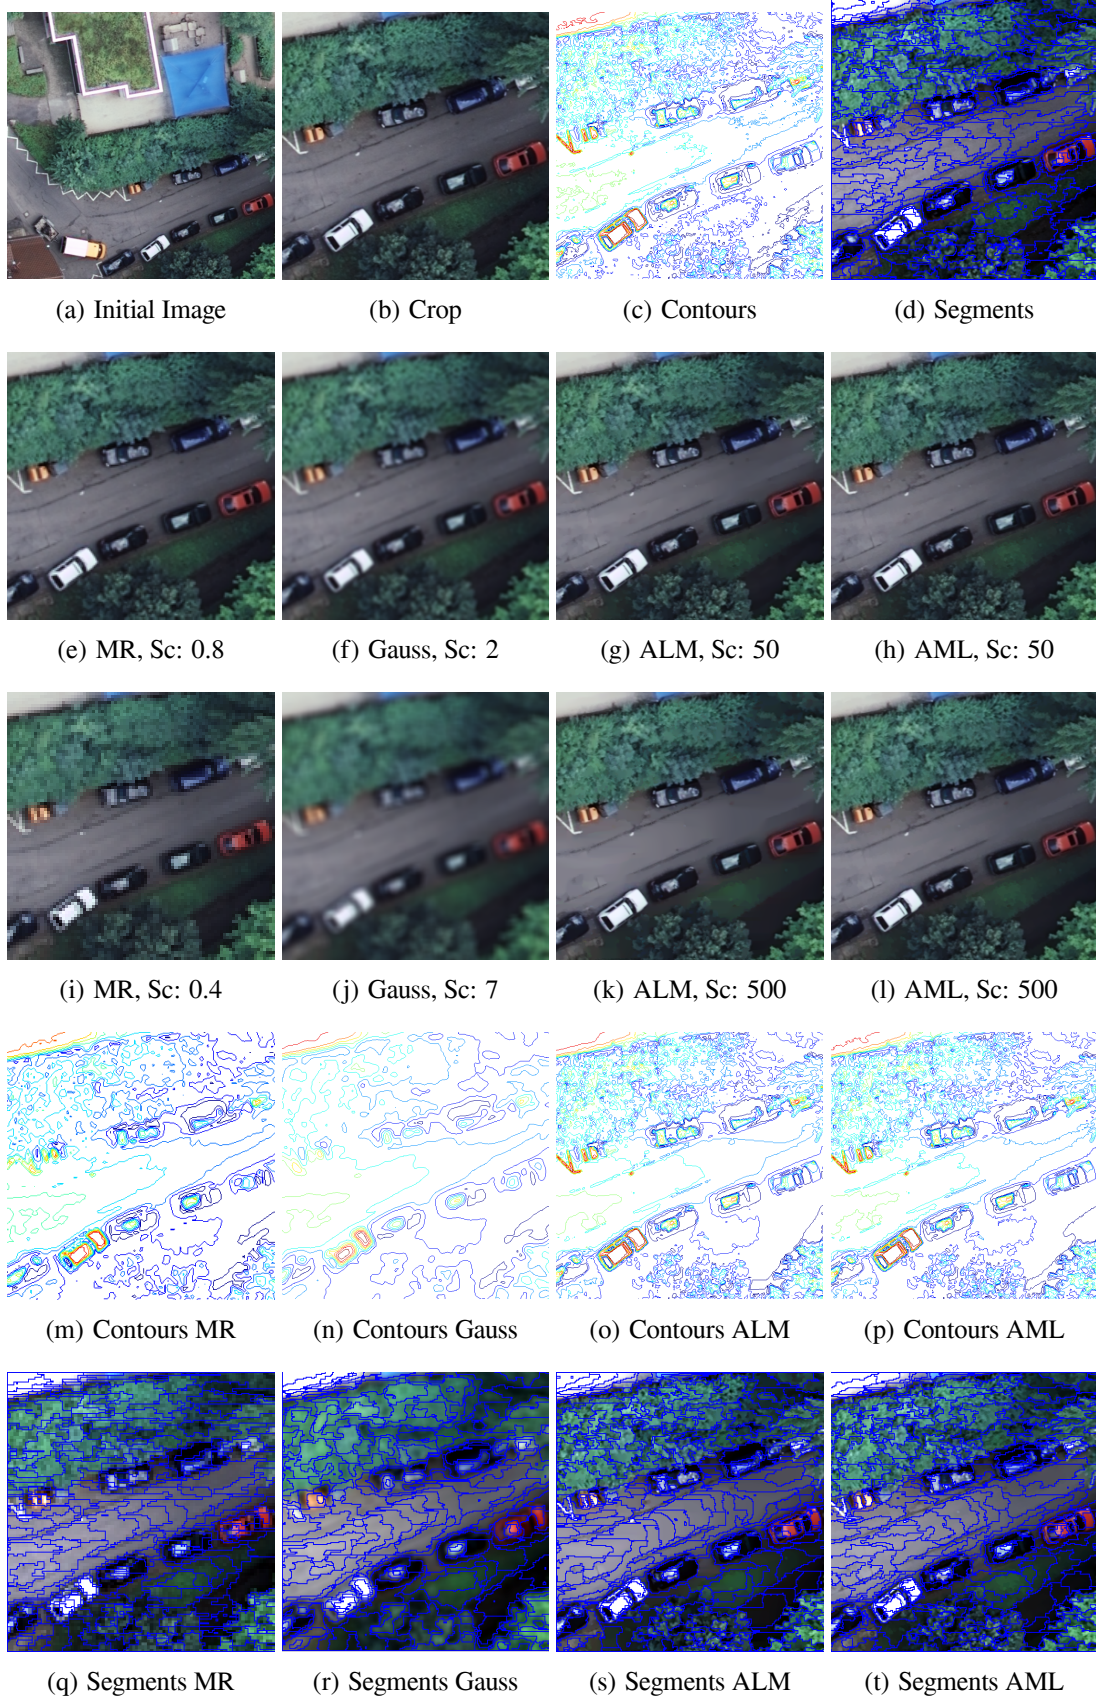 (a) Initial Image
(b) Crop
(c) Contours
(d) Segments
(e) MR, Sc: 0.8
(f) Gauss, Sc: 2
(g) ALM, Sc: 50
(h) AML, Sc: 50
(i) MR, Sc: 0.4
(j) Gauss, Sc: 7
(k) ALM, Sc: 500
(l) AML, Sc: 500
(m) Contours MR
(n) Contours Gauss
(o) Contours ALM
(p) Contours AML
(q) Segments MR
(r) Segments Gauss
(s) Segments ALM
(t) Segments AML